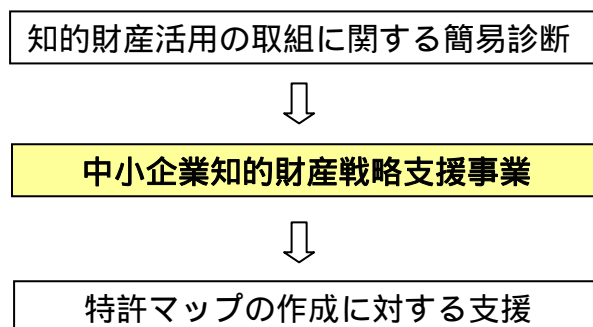 知的財産活用の取組に関する簡易診断
中小企業知的財産戦略支援事業
特許マップの作成に対する支援